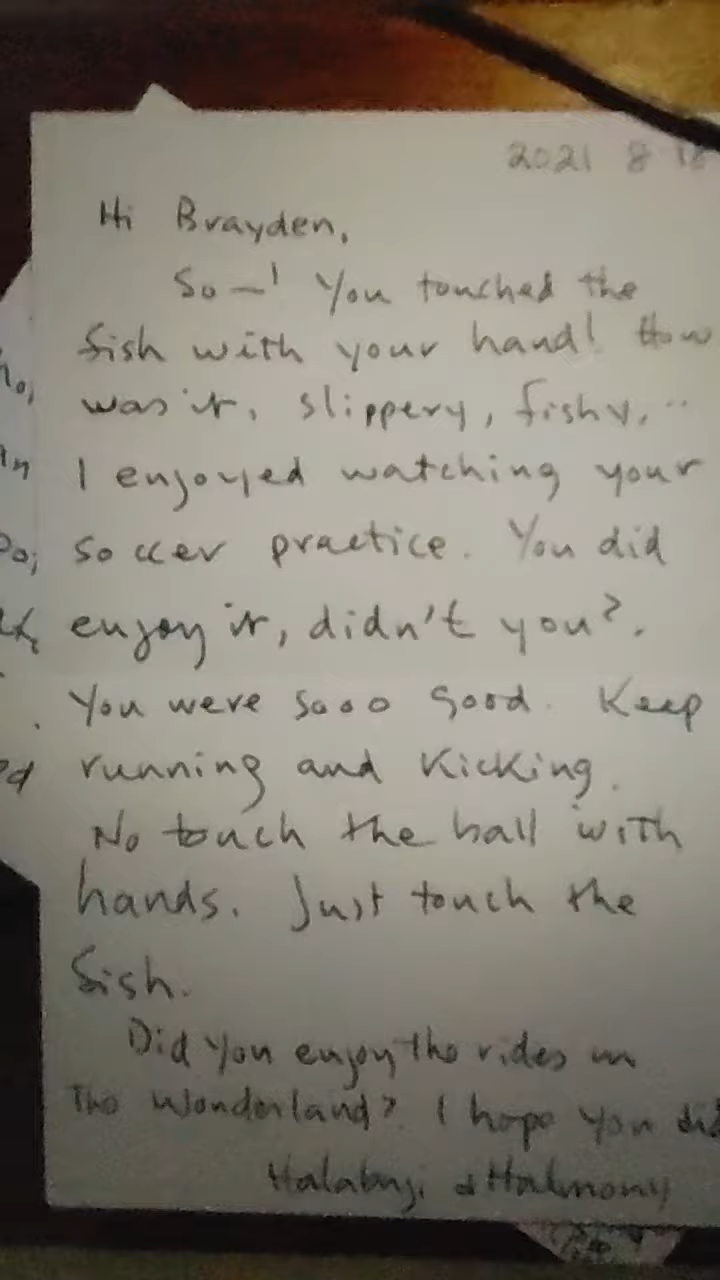 2021 8 18
Hi Brayden,
So—! You touched the
fish with your hand! How
was it, slippery, fishy, ..
I enjoyed watching your
soccer practice. You did
enjoy it, didn't you?.
You were sooo good. Keep
running and kicking.
No touch the ball with
hands. Just touch the
fish.
Did you enjoy the rides in
The Wonderland? I hope you did
Halabuji & Halmony